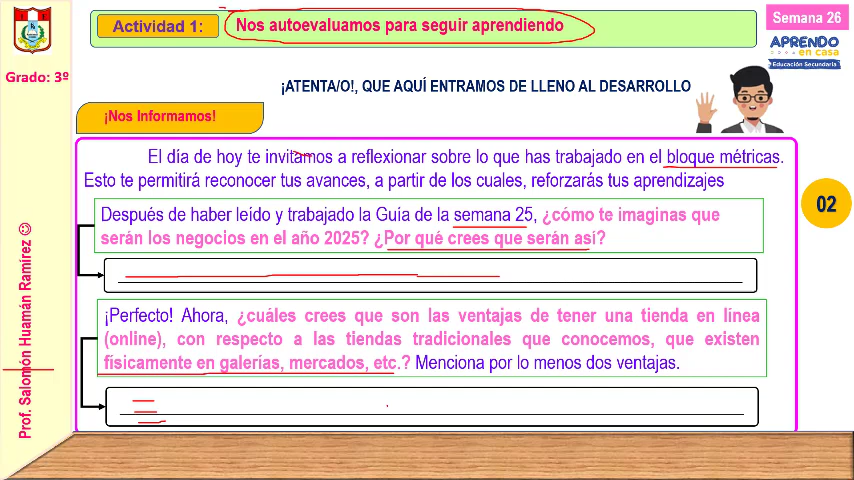 Actividad 1:
Nos autoevaluamos para seguir aprendiendo
Semana 26
APRENDO
en casa
Educación Secundaria
Grado: 3º
¡ATENTA/O!, QUE AQUÍ ENTRAMOS DE LLENO AL DESARROLLO
¡Nos Informamos!
El día de hoy te invitamos a reflexionar sobre lo que has trabajado en el bloque métricas.
Esto te permitirá reconocer tus avances, a partir de los cuales, reforzarás tus aprendizajes
02
Después de haber leído y trabajado la Guía de la semana 25, ¿cómo te imaginas que
serán los negocios en el año 2025? ¿Por qué crees que serán así?
¡Perfecto! Ahora, ¿cuáles crees que son las ventajas de tener una tienda en línea
(online), con respecto a las tiendas tradicionales que conocemos, que existen
físicamente en galerías, mercados, etc.? Menciona por lo menos dos ventajas.
Prof. Salomón Huamán Ramírez ☺